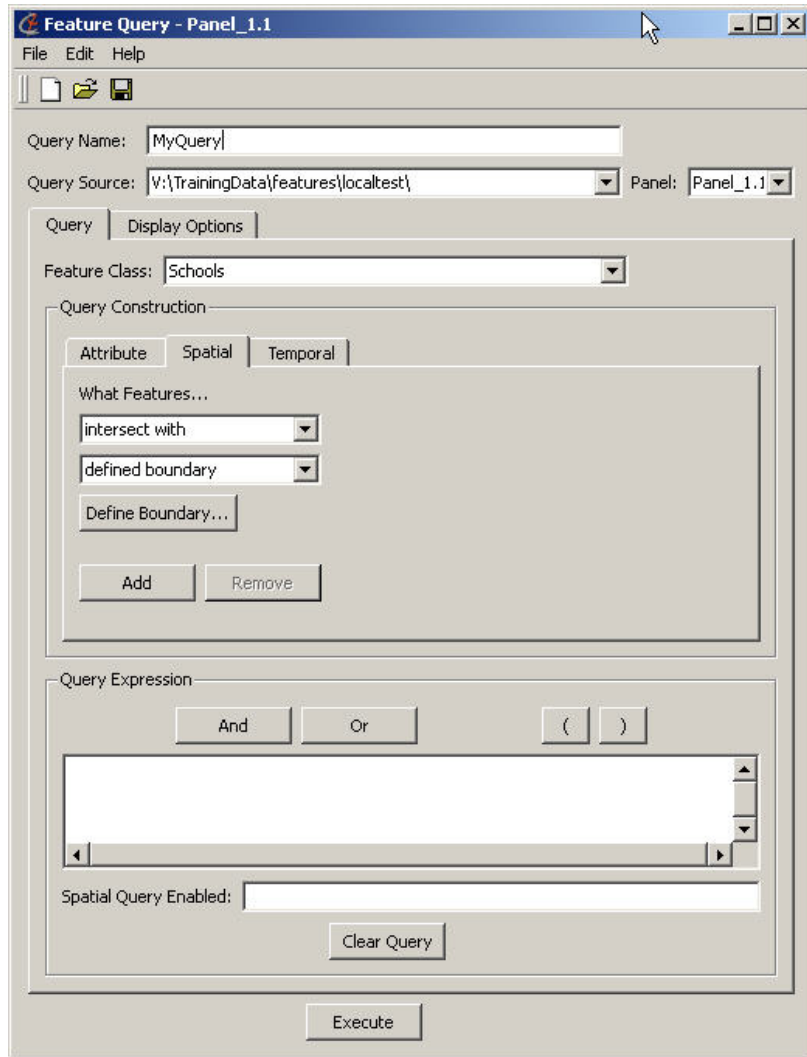 Feature Query - Panel_1.1
File Edit Help
Query Name: MyQuery
Query Source: V:\TrainingData\features\localtest\ Panel: Panel_1.1
Query Display Options
Feature Class: Schools
Query Construction
Attribute Spatial Temporal
What Features...
intersect with
defined boundary
Define Boundary...
Add Remove
Query Expression
And Or ( )
Spatial Query Enabled:
Clear Query
Execute